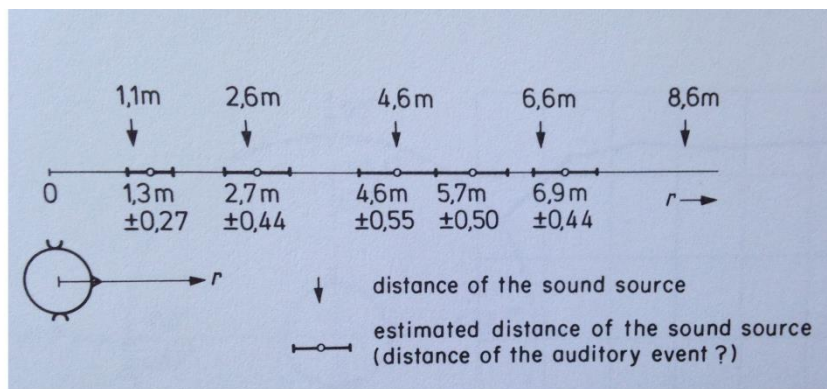 1,1m 2,6m 4,6m 6,6m 8,6m
0 1,3m 2,7m 4,6m 5,7m 6,9m r
±0,27 ±0,44 ±0,55 ±0,50 ±0,44
r
distance of the sound source
estimated distance of the sound source
(distance of the auditory event ?)